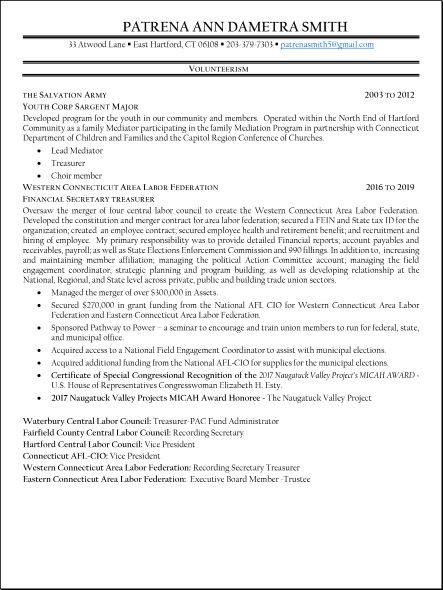 PATRENA ANN DAMETRA SMITH
33 Atwood Lane ▪ East Hartford, CT 06108 ▪ 203-379-7303 ▪ patrenasmith5@gmail.com
VOLUNTEERISM
THE SALVATION ARMY 2003 TO 2012
YOUTH CORP SARGENT MAJOR
Developed program for the youth in our community and members. Operated within the North End of Hartford
Community as a family Mediator participating in the family Mediation Program in partnership with Connecticut
Department of Children and Families and the Capitol Region Conference of Churches.
• Lead Mediator
• Treasurer
• Choir member
WESTERN CONNECTICUT AREA LABOR FEDERATION 2016 TO 2019
FINANCIAL SECRETARY TREASURER
Oversaw the merger of four central labor council to create the Western Connecticut Area Labor Federation.
Developed the constitution and merger contract for area labor federation; secured a FEIN and state tax ID for the
organization; created an employee contract; secured employee health and retirement benefit; and recruitment and
hiring of employee. My primary responsibility was to provide detailed Financial reports; account payables and
receivables, payroll; as well as State Elections Enforcement Commission and 990 fillings. In addition to, increasing
and maintaining member affiliation; managing the political Action Committee account; managing the field
engagement coordinator; strategic planning and program building; as well as developing relationship at the
National, Regional, and State level across private, public and building trade union sectors.
• Managed the merger of over $300,000 in Assets.
• Secured $270,000 in grant funding from the National AFL CIO for Western Connecticut Area Labor
Federation and Eastern Connecticut Area Labor Federation.
• Sponsored Pathway to Power – a seminar to encourage and train union members to run for federal, state,
and municipal office.
• Acquired access to a National Field Engagement Coordinator to assist with municipal elections.
• Acquired additional funding from the National AFL-CIO for supplies for the municipal elections.
• Certificate of Special Congressional Recognition of the 2017 Naugatuck Valley Project's MICAH AWARD -
U.S. House of Representatives Congresswoman Elizabeth H. Esty.
• 2017 Naugatuck Valley Projects MICAH Award Honoree - The Naugatuck Valley Project
Waterbury Central Labor Council: Treasurer-PAC Fund Administrator
Fairfield County Central Labor Council: Recording Secretary
Hartford Central Labor Council: Vice President
Connecticut AFL-CIO: Vice President
Western Connecticut Area Labor Federation: Recording Secretary Treasurer
Eastern Connecticut Area Labor Federation: Executive Board Member -Trustee